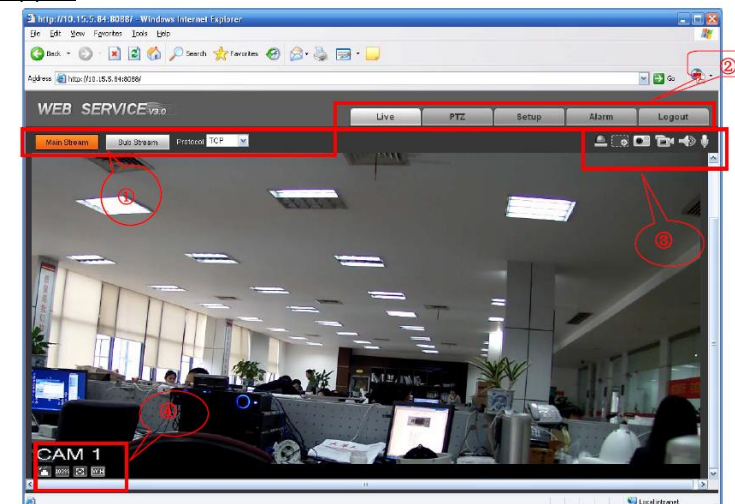 http://10.15.5.84:8088/ - Windows Internet Explorer
File Edit View Favorites Tools Help
Back Search Favorites
Address http://10.15.5.84:8088/ Go
②
WEB SERVICE V3.0
Live PTZ Setup Alarm Logout
Main Stream Sub Stream Protocol TCP
①
③
④
CAM 1
Local intranet